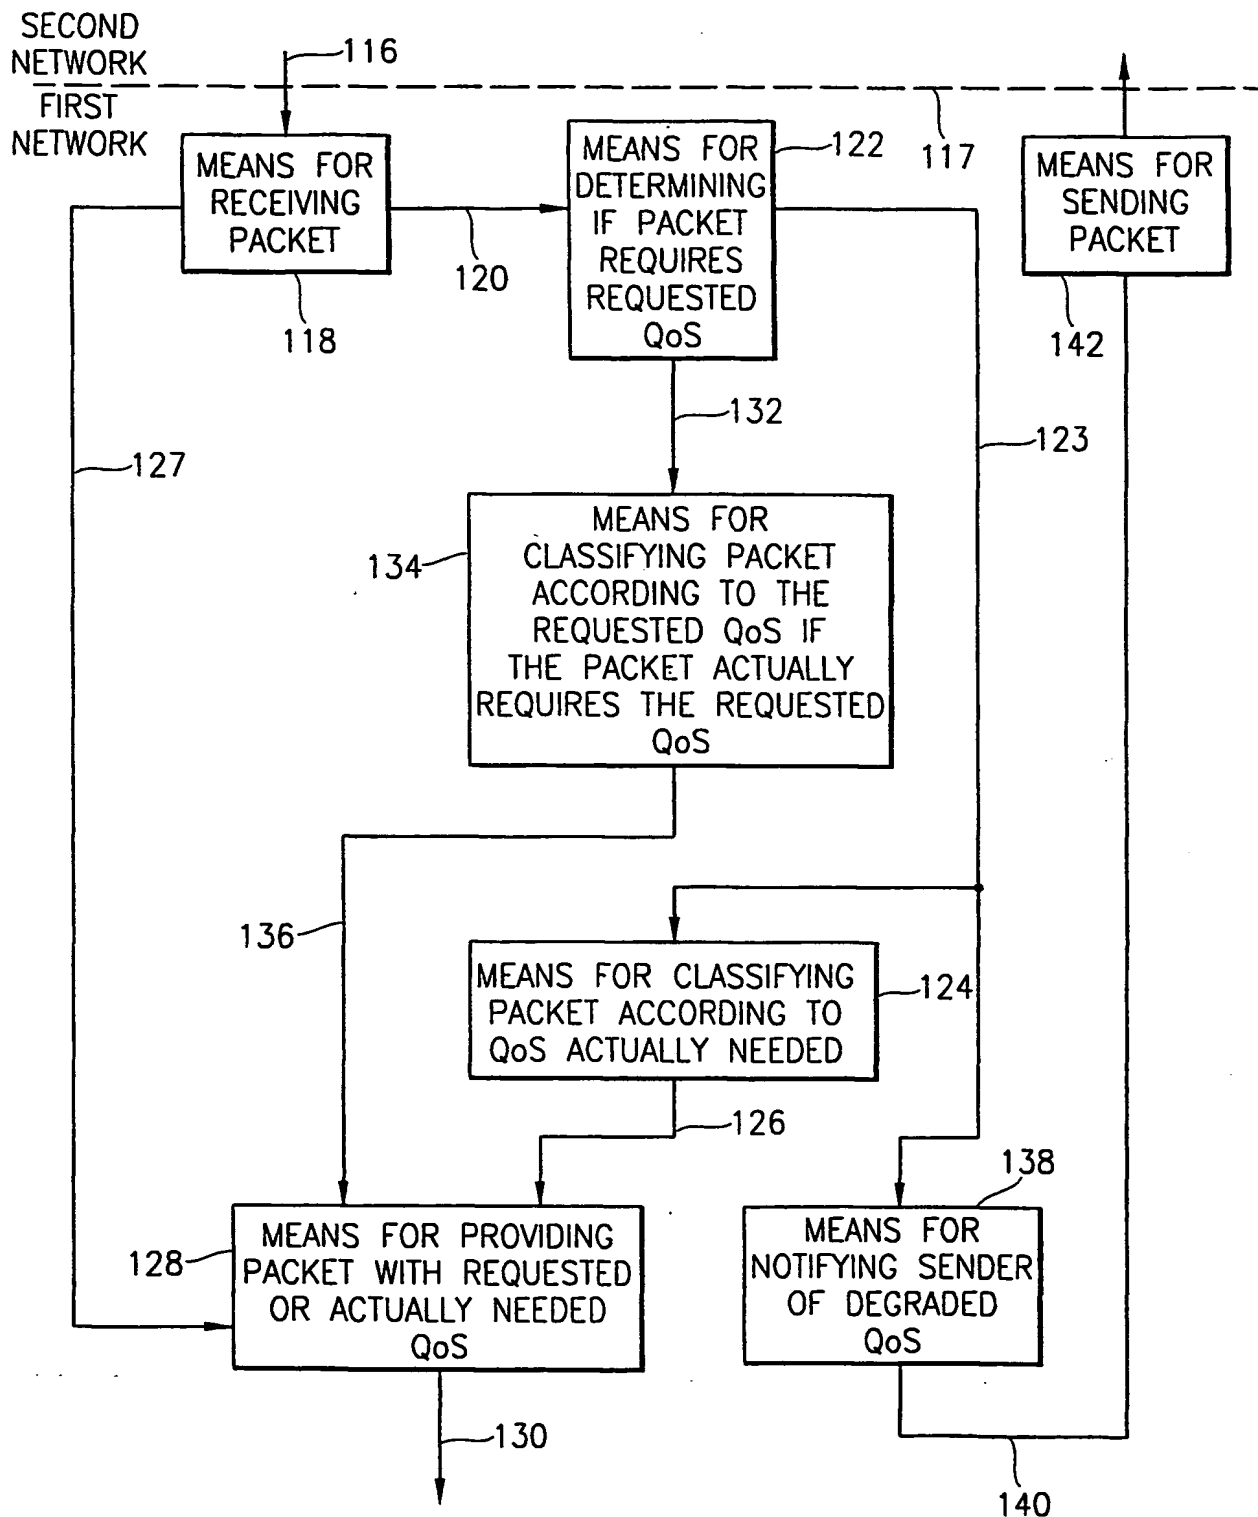 SECOND
NETWORK
116
FIRST
NETWORK
117
MEANS FOR
RECEIVING
PACKET
118
120
MEANS FOR
DETERMINING
IF PACKET
REQUIRES
REQUESTED
QoS
122
MEANS FOR
SENDING
PACKET
142
132
123
127
134
MEANS FOR
CLASSIFYING PACKET
ACCORDING TO THE
REQUESTED QoS IF
THE PACKET ACTUALLY
REQUIRES THE REQUESTED
QoS
136
MEANS FOR CLASSIFYING
PACKET ACCORDING TO
QoS ACTUALLY NEEDED
124
126
138
128
MEANS FOR PROVIDING
PACKET WITH REQUESTED
OR ACTUALLY NEEDED
QoS
MEANS FOR
NOTIFYING SENDER
OF DEGRADED
QoS
130
140